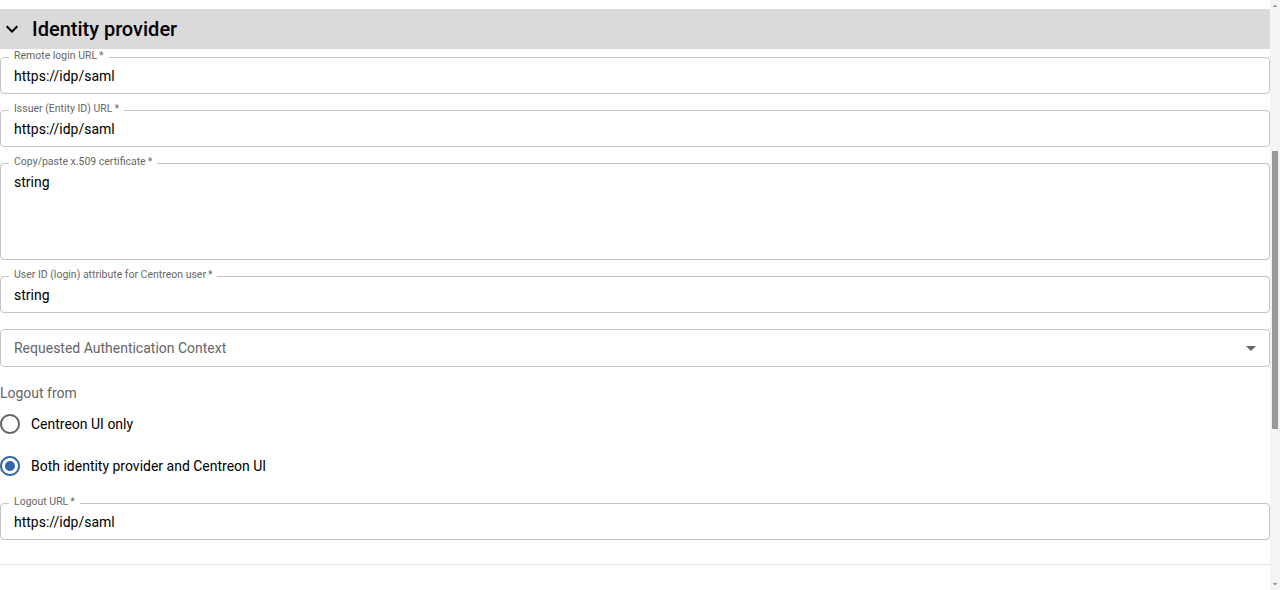 Identity provider
Remote login URL *
https://idp/saml
Issuer (Entity ID) URL *
https://idp/saml
Copy/paste x.509 certificate *
string
User ID (login) attribute for Centreon user *
string
Requested Authentication Context
Logout from
Centreon UI only
Both identity provider and Centreon UI
Logout URL *
https://idp/saml